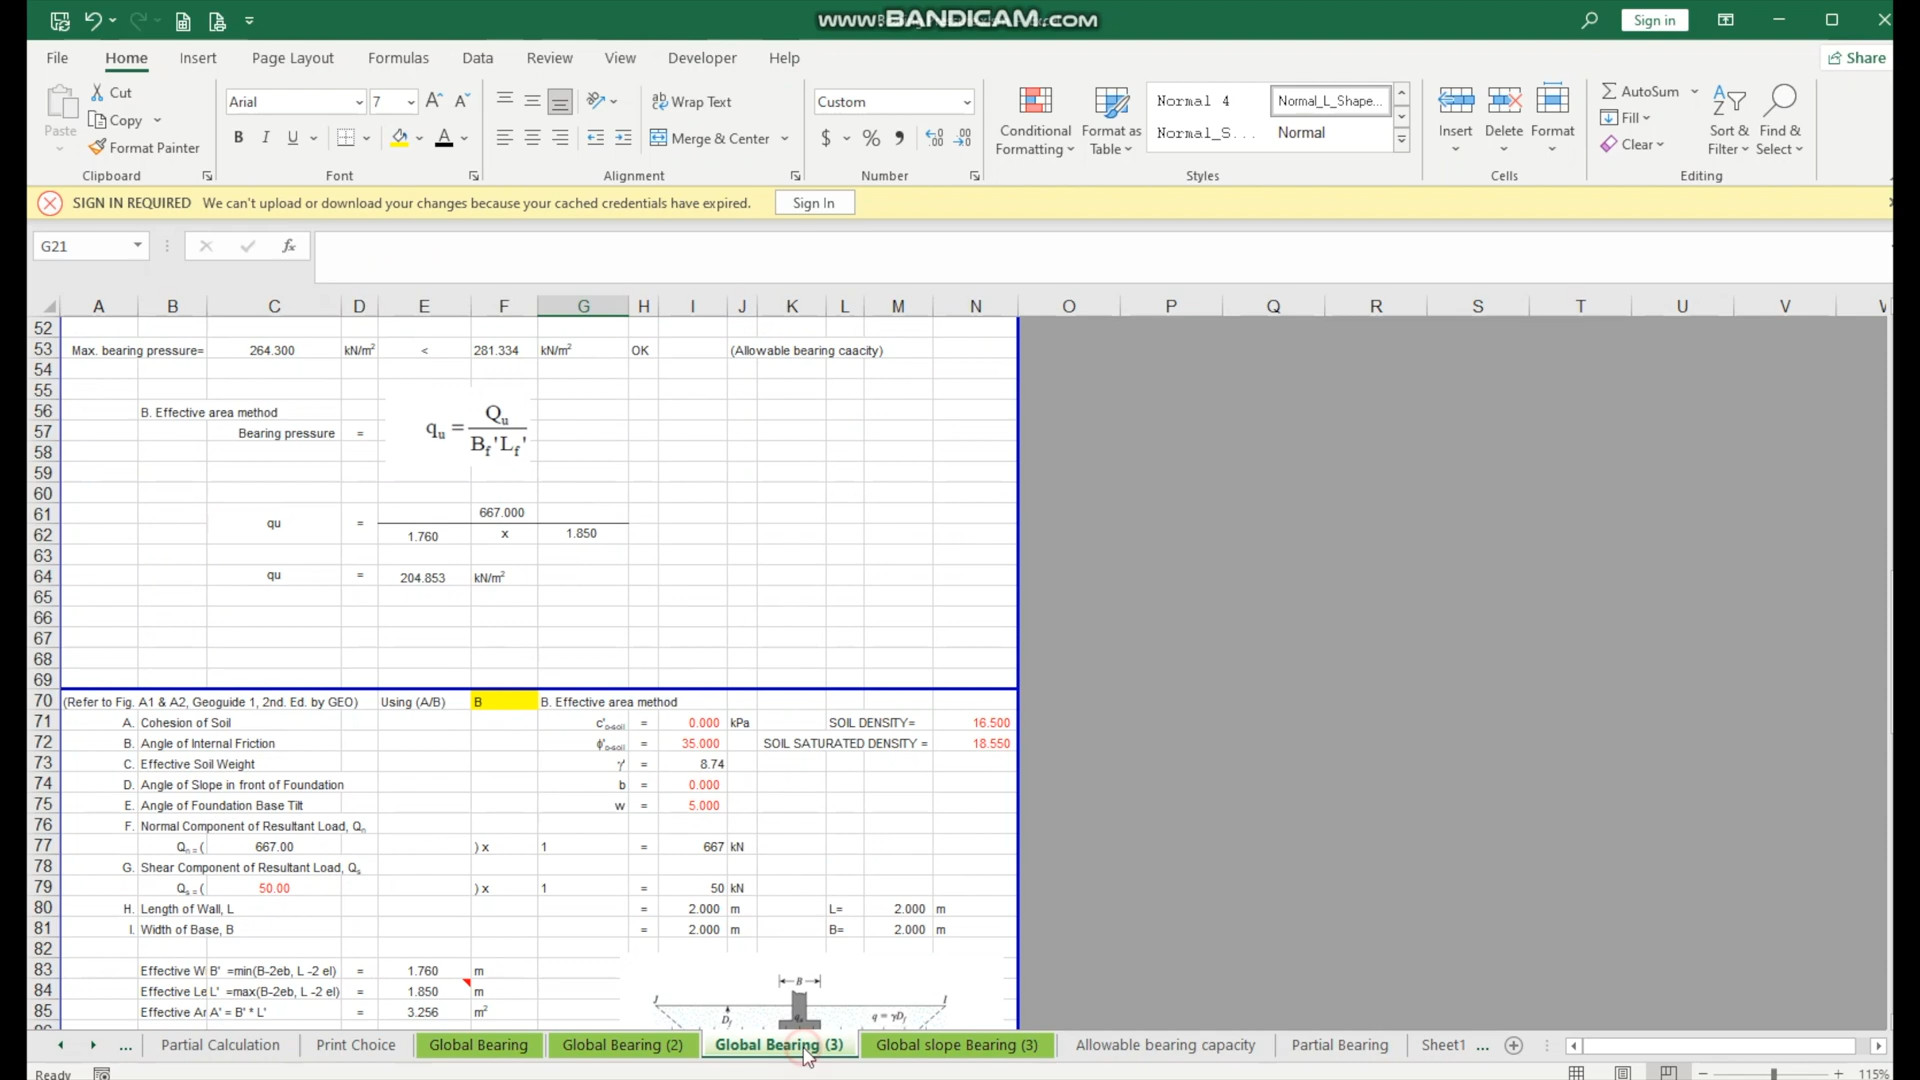 www.BANDICAM.com
Sign in
File Home Insert Page Layout Formulas Data Review View Developer Help Share
Cut
Copy
Format Painter
Paste
Clipboard
Arial 7
B I U
Font
Wrap Text
Merge & Center
Alignment
Custom
$ %
Number
Conditional Formatting
Format as Table
Normal 4 Normal_L_Shape...
Normal_S... Normal
Styles
Insert Delete Format
Cells
AutoSum
Fill
Clear
Sort & Filter
Find & Select
Editing
SIGN IN REQUIRED We can't upload or download your changes because your cached credentials have expired. Sign In
G21 fx
A B C D E F G H I J K L M N O P Q R S T U V
52
53 Max. bearing pressure= 264.300 kN/m² < 281.334 kN/m² OK (Allowable bearing caacity)
54
55
56 B. Effective area method
57 Bearing pressure = qu = Qu / Bf'Lf'
58
59
60
61 667.000
qu =
62 1.760 x 1.850
63
64 qu = 204.853 kN/m²
65
66
67
68
69
70 (Refer to Fig. A1 & A2, Geoguide 1, 2nd. Ed. by GEO) Using (A/B) B B. Effective area method
71 A. Cohesion of Soil c'b-soil = 0.000 kPa SOIL DENSITY= 16.500
72 B. Angle of Internal Friction ϕ'b-soil = 35.000 SOIL SATURATED DENSITY = 18.550
73 C. Effective Soil Weight γ' = 8.74
74 D. Angle of Slope in front of Foundation b = 0.000
75 E. Angle of Foundation Base Tilt w = 5.000
76 F. Normal Component of Resultant Load, Qn
77 Qn = ( 667.00 ) x 1 = 667 kN
78 G. Shear Component of Resultant Load, Qs
79 Qs = ( 50.00 ) x 1 = 50 kN
80 H. Length of Wall, L = 2.000 m L= 2.000 m
81 I. Width of Base, B = 2.000 m B= 2.000 m
82
83 Effective W B' =min(B-2eb, L -2 el) = 1.760 m
84 Effective Le L' =max(B-2eb, L -2 el) = 1.850 m
85 Effective Ar A' = B' * L' = 3.256 m²
B
J I
Df q = γDf
... Partial Calculation Print Choice Global Bearing Global Bearing (2) Global Bearing (3) Global slope Bearing (3) Allowable bearing capacity Partial Bearing Sheet1 ...
Ready 115%